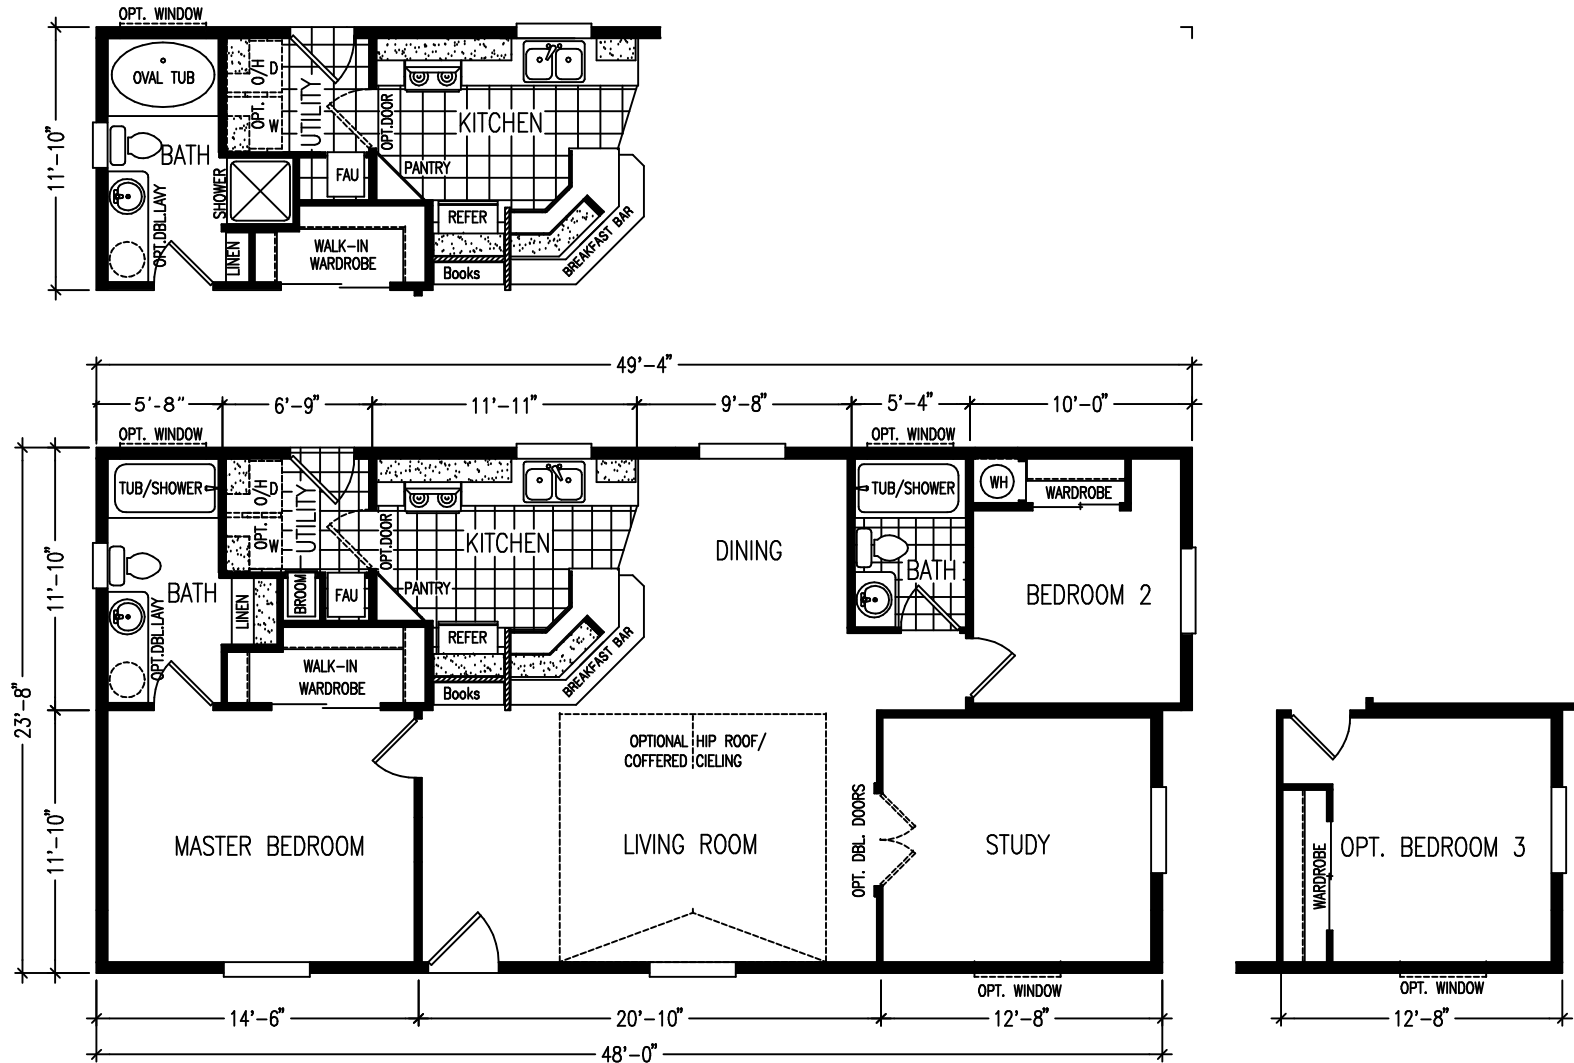 OPT. WINDOW
11'-10"
OVAL TUB
OPT. O/H
D
W
UTILITY
OPT.DOOR
KITCHEN
BATH
SHOWER
FAU
PANTRY
OPT.DBL.LAVY
LINEN
WALK-IN
WARDROBE
REFER
Books
BREAKFAST BAR
49'-4"
5'-8"
6'-9"
11'-11"
9'-8"
5'-4"
10'-0"
OPT. WINDOW
OPT. WINDOW
23'-8"
11'-10"
11'-10"
TUB/SHOWER
OPT. O/H
D
W
UTILITY
OPT.DOOR
KITCHEN
DINING
TUB/SHOWER
WH
WARDROBE
BATH
BEDROOM 2
BATH
LINEN
BROOM
FAU
PANTRY
OPT.DBL.LAVY
WALK-IN
WARDROBE
REFER
Books
BREAKFAST BAR
OPTIONAL HIP ROOF/
COFFERED CIELING
MASTER BEDROOM
LIVING ROOM
OPT. DBL. DOORS
STUDY
WARDROBE
OPT. BEDROOM 3
OPT. WINDOW
OPT. WINDOW
14'-6"
20'-10"
12'-8"
12'-8"
48'-0"